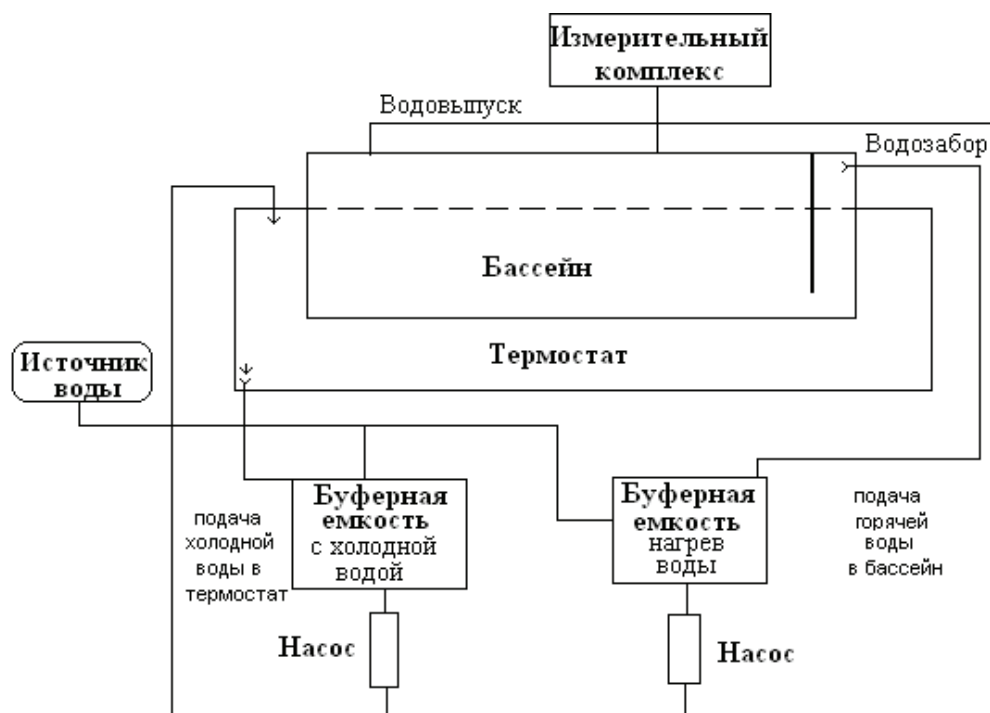 Измерительный
комплекс
Водовыпуск
Водозабор
Бассейн
Термостат
Источник
воды
Буферная
емкость
с холодной
водой
Буферная
емкость
нагрев
воды
подача
холодной
воды в
термостат
подача
горячей
воды
в бассейн
Насос
Насос